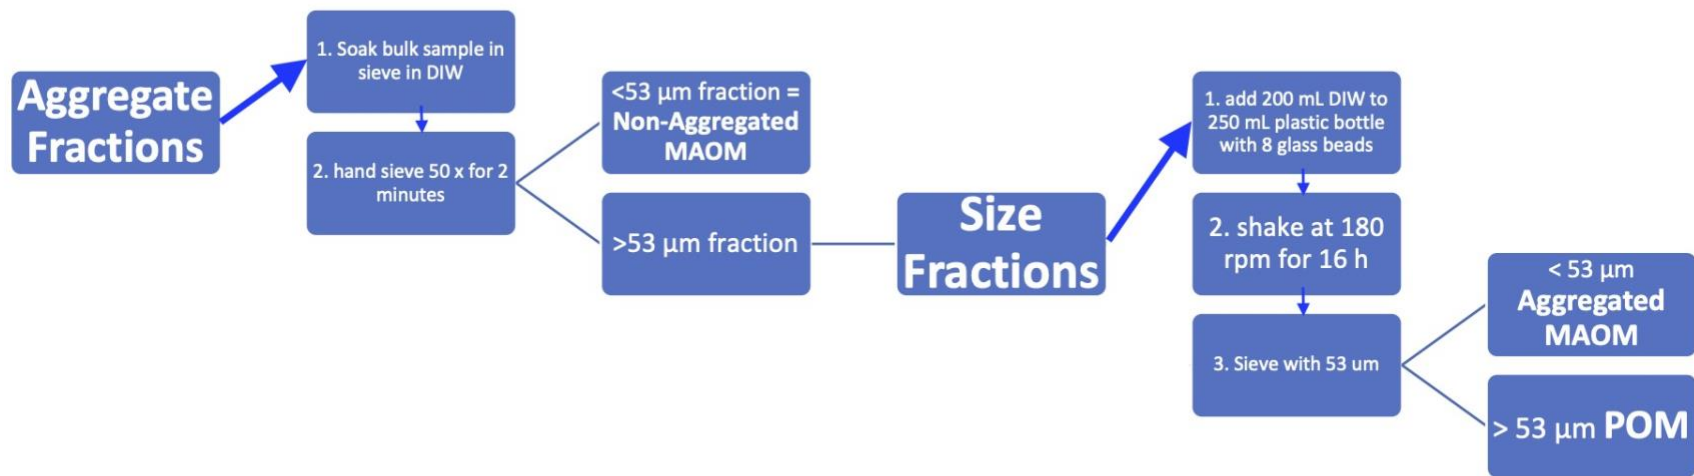 Aggregate
Fractions
1. Soak bulk sample in
sieve in DIW
2. hand sieve 50 x for 2
minutes
<53 μm fraction =
Non-Aggregated
MAOM
>53 μm fraction
Size
Fractions
1. add 200 mL DIW to
250 mL plastic bottle
with 8 glass beads
2. shake at 180
rpm for 16 h
3. Sieve with 53 um
< 53 μm
Aggregated
MAOM
> 53 μm POM